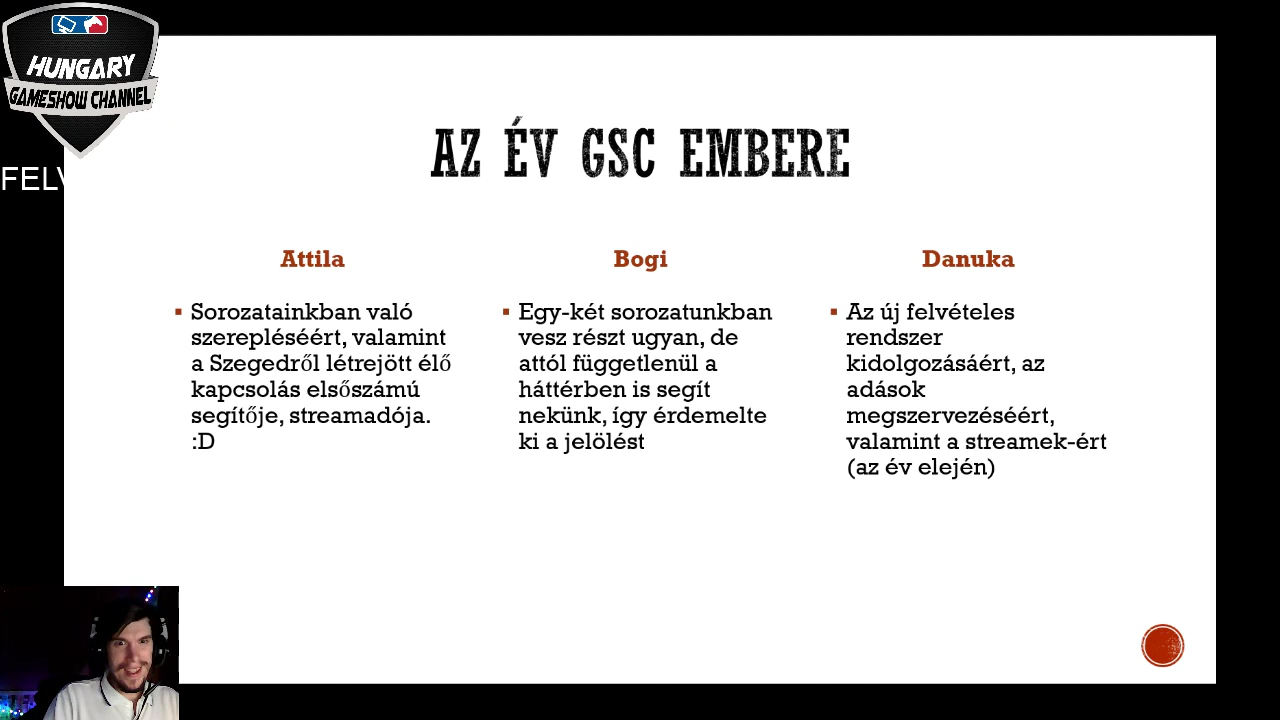 HUNGARY
GAMESHOW CHANNEL
FELV
AZ ÉV GSC EMBERE
Attila
Sorozatainkban való
szerepléséért, valamint
a Szegedről létrejött élő
kapcsolás elsőszámú
segítője, streamadója.
:D
Bogi
Egy-két sorozatunkban
vesz részt ugyan, de
attól függetlenül a
háttérben is segít
nekünk, így érdemelte
ki a jelölést
Danuka
Az új felvételes
rendszer
kidolgozásáért, az
adások
megszervezéséért,
valamint a streamek-ért
(az év elején)